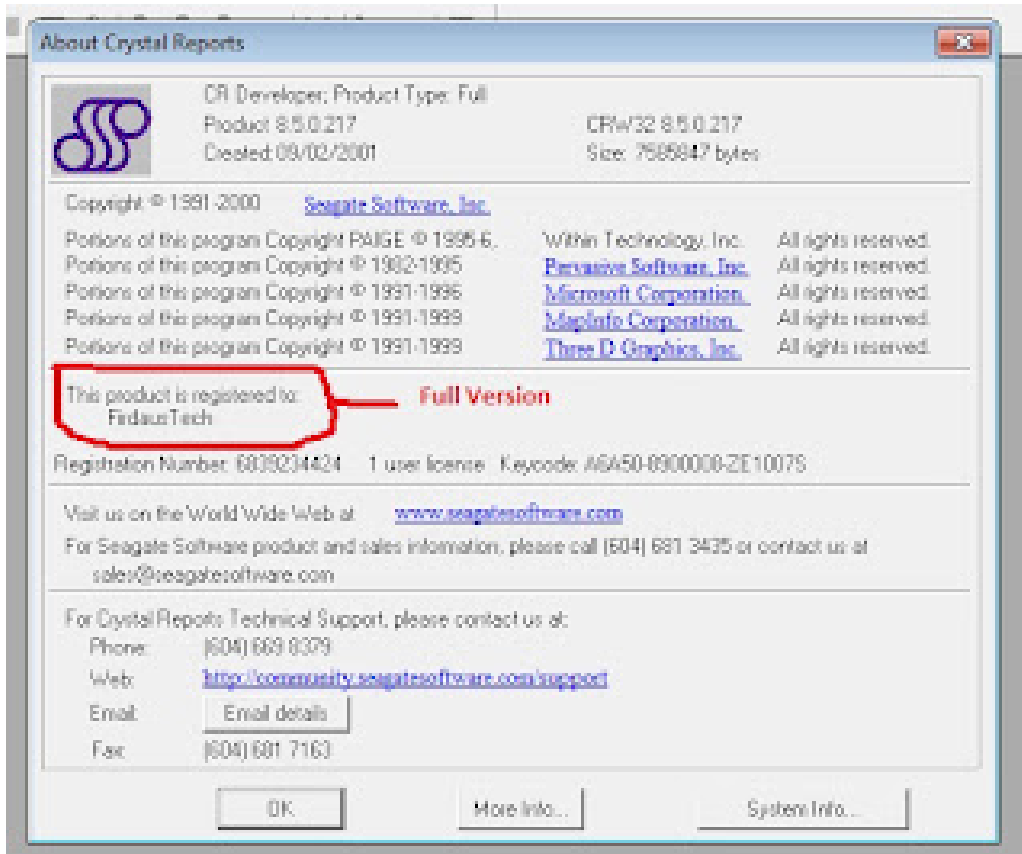 About Crystal Reports
CR Developer; Product Type: Full
Product 8.5.0.217 CRW32 8.5.0.217
Created 09/02/2001 Size: 7585847 bytes
Copyright © 1991-2000 Seagate Software, Inc.
Portions of this program Copyright PAIGE © 1995-6, 'Within Technology, Inc. All rights reserved.
Portions of this program Copyright © 1982-1995 Pervasive Software, Inc. All rights reserved.
Portions of this program Copyright © 1991-1996 Microsoft Corporation. All rights reserved.
Portions of this program Copyright © 1991-1999 MapInfo Corporation. All rights reserved.
Portions of this program Copyright © 1991-1999 Three D Graphics, Inc. All rights reserved.
This product is registered to: Full Version
FirdausTech
Registration Number: 1 user license Keycode:
Visit us on the World Wide Web at www.seagatesoftware.com
For Seagate Software product and sales information, please call (604) 681 3435 or contact us at
sales@seagatesoftware.com
For Crystal Reports Technical Support, please contact us at:
Phone: (604) 669 8379
Web: http://community.seagatesoftware.com/support
Email: Email details
Fax: (604) 681 7163
OK More Info... System Info...